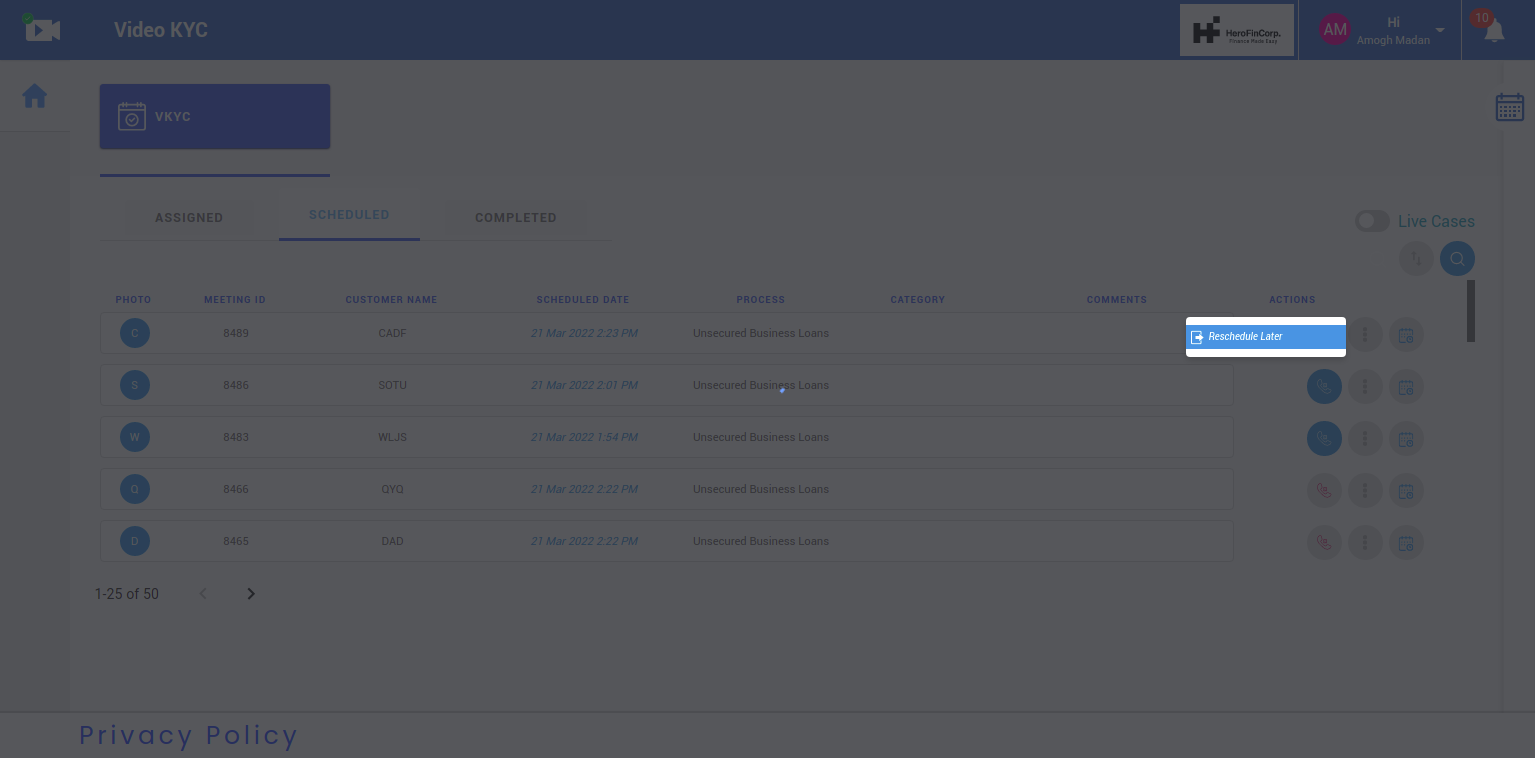 Video KYC
HeroFinCorp.
Finance Made Easy
AM
Hi
Amogh Madan
10
VKYC
ASSIGNED
SCHEDULED
COMPLETED
Live Cases
PHOTO MEETING ID CUSTOMER NAME SCHEDULED DATE PROCESS CATEGORY COMMENTS ACTIONS
C 8489 CADF 21 Mar 2022 2:23 PM Unsecured Business Loans
Reschedule Later
S 8486 SOTU 21 Mar 2022 2:01 PM Unsecured Business Loans
W 8483 WLJS 21 Mar 2022 1:54 PM Unsecured Business Loans
Q 8466 QYQ 21 Mar 2022 2:22 PM Unsecured Business Loans
D 8465 DAD 21 Mar 2022 2:22 PM Unsecured Business Loans
1-25 of 50
Privacy Policy